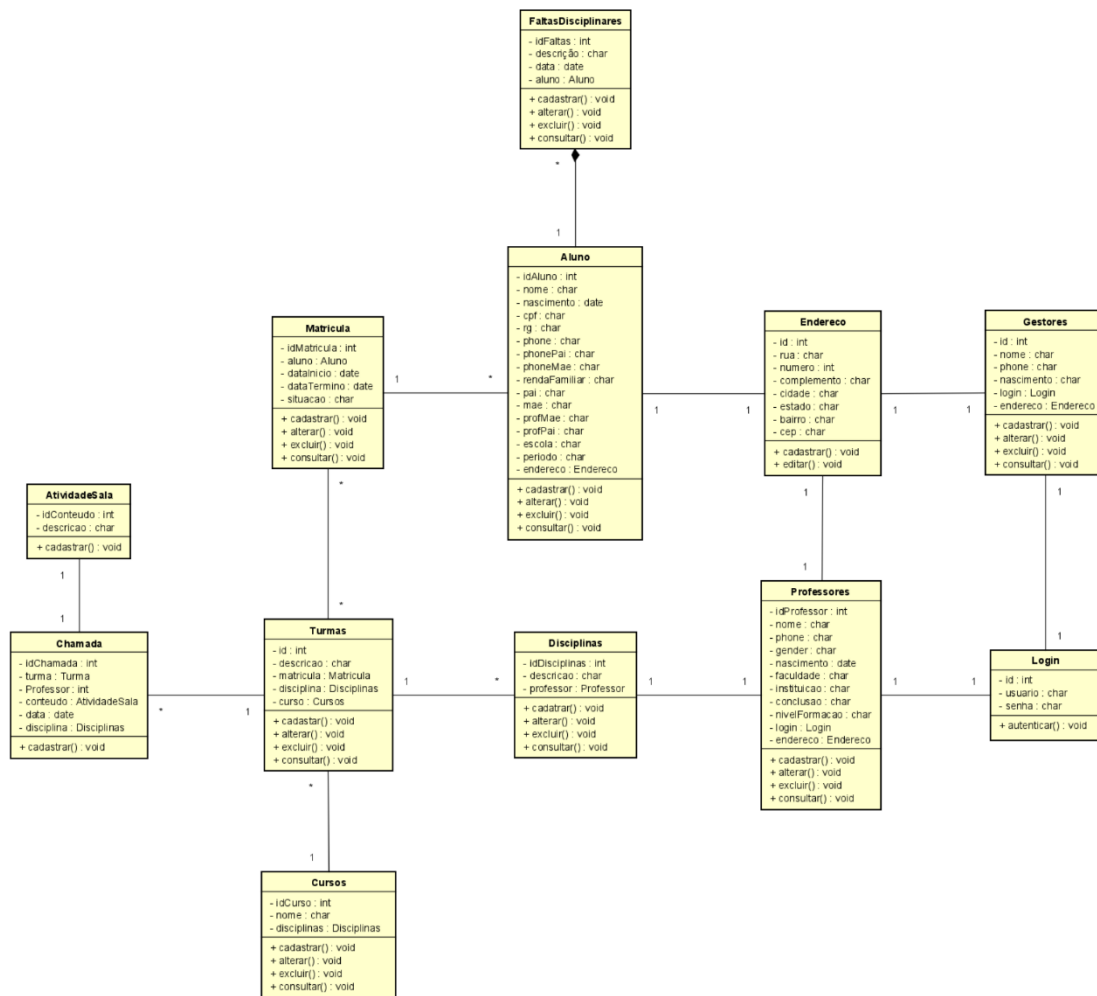 FaltasDisciplinares
- idFaltas : int
- descrição : char
- data : date
- aluno : Aluno
+ cadastrar() : void
+ alterar() : void
+ excluir() : void
+ consultar() : void
*
1
Aluno
- idAluno : int
- nome : char
- nascimento : date
- cpf : char
- rg : char
- phone : char
- phonePai : char
- phoneMae : char
- rendaFamiliar : char
- pai : char
- mae : char
- profMae : char
- profPai : char
- escola : char
- periodo : char
- endereco : Endereco
+ cadastrar() : void
+ alterar() : void
+ excluir() : void
+ consultar() : void
Matricula
- idMatricula : int
- aluno : Aluno
- dataInicio : date
- dataTermino : date
- situacao : char
+ cadastrar() : void
+ alterar() : void
+ excluir() : void
+ consultar() : void
1
*
*
*
Endereco
- id : int
- rua : char
- numero : int
- complemento : char
- cidade : char
- estado : char
- bairro : char
- cep : char
+ cadastrar() : void
+ editar() : void
1
1
1
1
1
1
Gestores
- id : int
- nome : char
- phone : char
- nascimento : char
- login : Login
- endereco : Endereco
+ cadastrar() : void
+ alterar() : void
+ excluir() : void
+ consultar() : void
1
1
AtividadeSala
- idConteudo : int
- descricao : char
+ cadastrar() : void
1
1
Chamada
- idChamada : int
- turma : Turma
- Professor : int
- conteudo : AtividadeSala
- data : date
- disciplina : Disciplinas
+ cadastrar() : void
*
1
Turmas
- id : int
- descricao : char
- matricula : Matricula
- disciplina : Disciplinas
- curso : Cursos
+ cadastar() : void
+ alterar() : void
+ excluir() : void
+ consultar() : void
1
*
Disciplinas
- idDisciplinas : int
- descricao : char
- professor : Professor
+ cadatrar() : void
+ alterar() : void
+ excluir() : void
+ consultar() : void
1
1
Professores
- idProfessor : int
- nome : char
- phone : char
- gender : char
- nascimento : date
- faculdade : char
- instituicao : char
- conclusao : char
- nivelFormacao : char
- login : Login
- endereco : Endereco
+ cadastrar() : void
+ alterar() : void
+ excluir() : void
+ consultar() : void
1
1
Login
- id : int
- usuario : char
- senha : char
+ autenticar() : void
*
1
Cursos
- idCurso : int
- nome : char
- disciplinas : Disciplinas
+ cadastrar() : void
+ alterar() : void
+ excluir() : void
+ consultar() : void